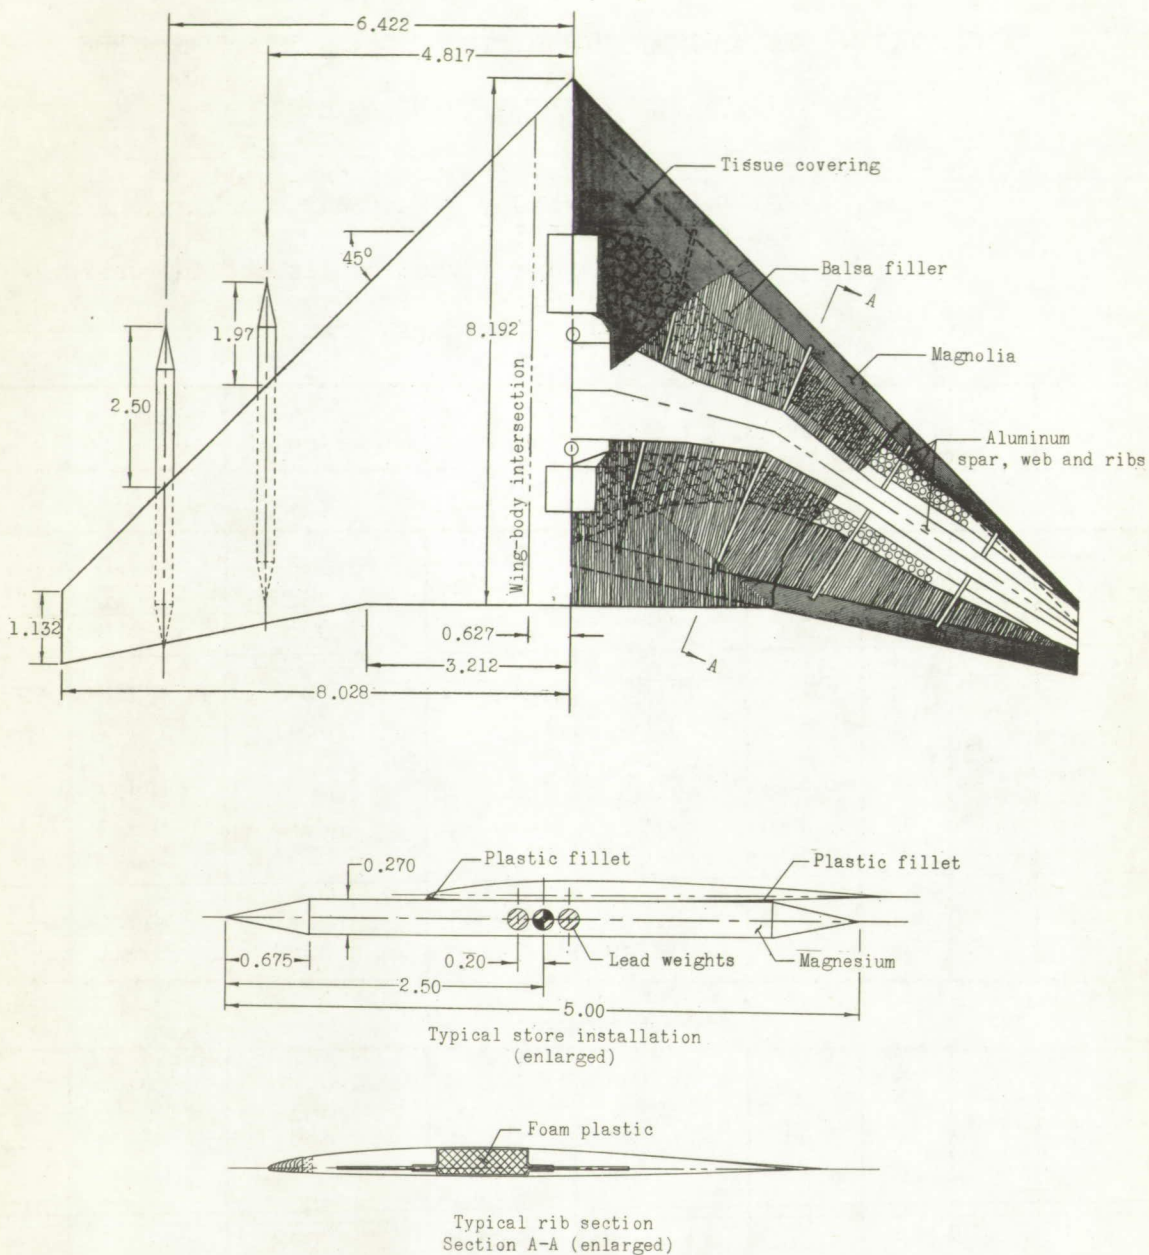 6.422
4.817
Tissue covering
45°
Balsa filler
A
1.97
8.192
Magnolia
2.50
Wing-body intersection
Aluminum
spar, web and ribs
1.132
0.627
A
3.212
8.028
0.270
Plastic fillet
Plastic fillet
0.675
0.20
Lead weights
Magnesium
2.50
5.00
Typical store installation
(enlarged)
Foam plastic
Typical rib section
Section A-A (enlarged)